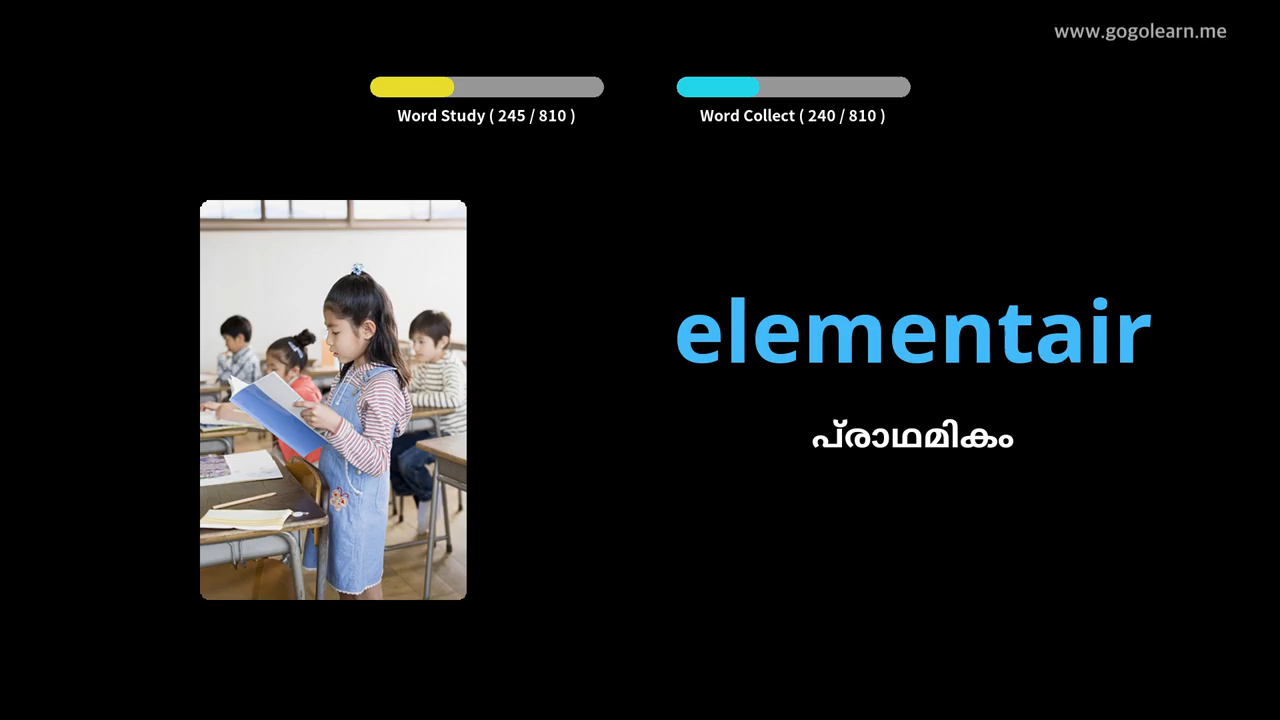 www.gogolearn.me
Word Study ( 245 / 810 )
Word Collect ( 240 / 810 )
elementair
പ്രാഥമികം